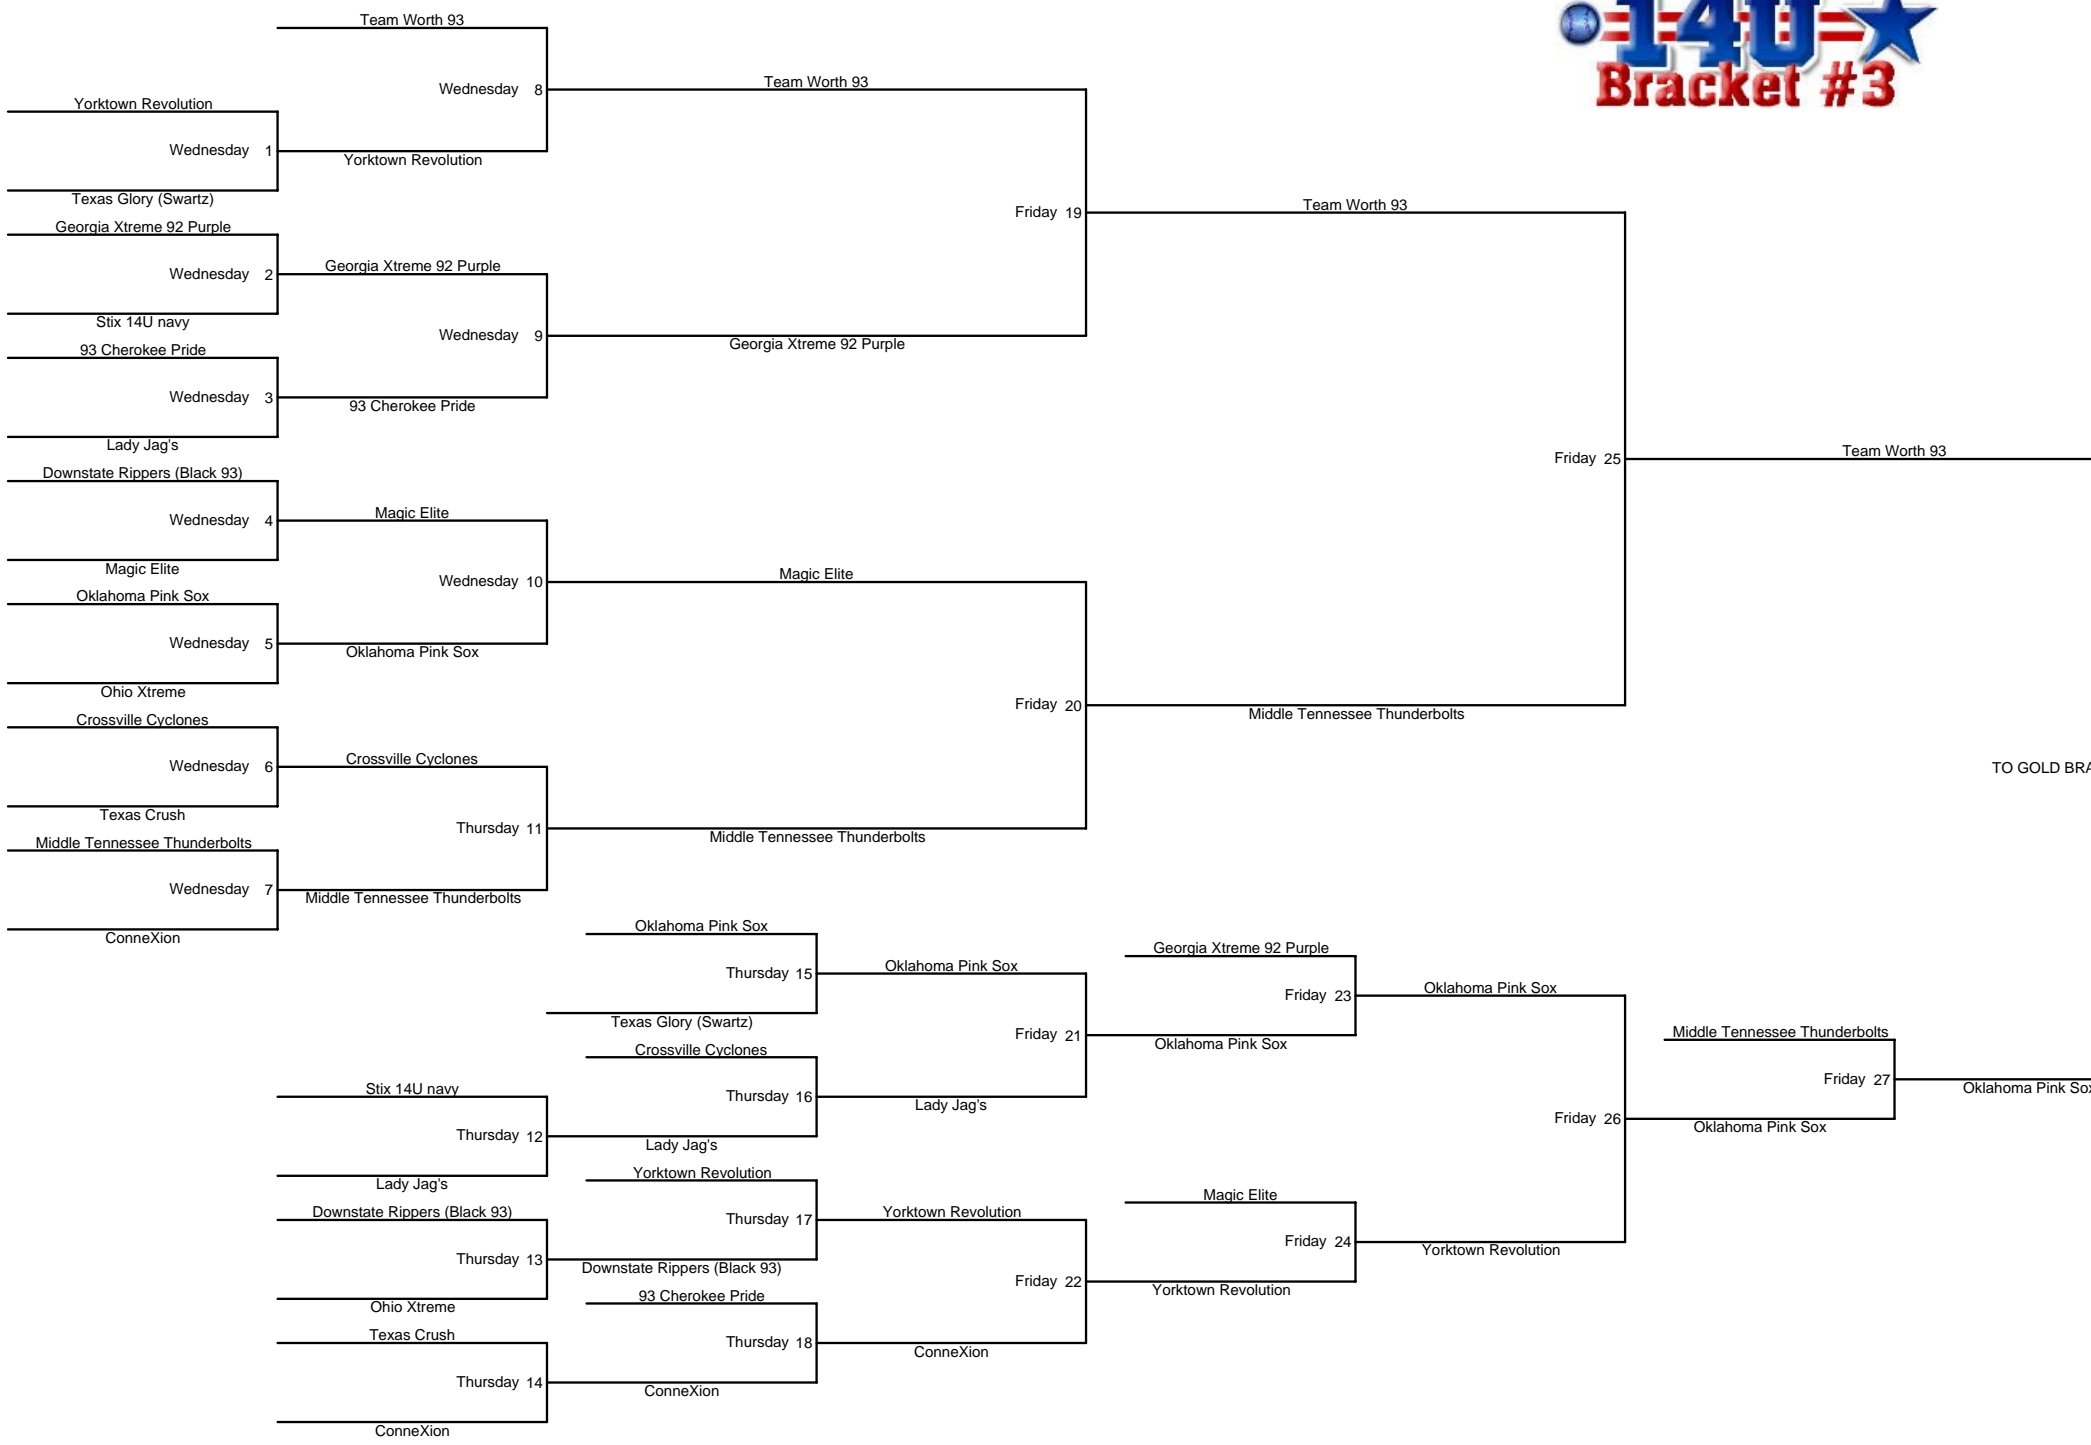 14U
Bracket #3
Team Worth 93
Wednesday 8
Team Worth 93
Yorktown Revolution
Wednesday 1
Yorktown Revolution
Texas Glory (Swartz)
Friday 19
Team Worth 93
Georgia Xtreme 92 Purple
Wednesday 2
Georgia Xtreme 92 Purple
Stix 14U navy
Wednesday 9
Georgia Xtreme 92 Purple
93 Cherokee Pride
Wednesday 3
93 Cherokee Pride
Lady Jag's
Friday 25
Team Worth 93
Downstate Rippers (Black 93)
Wednesday 4
Magic Elite
Magic Elite
Wednesday 10
Magic Elite
Oklahoma Pink Sox
Wednesday 5
Oklahoma Pink Sox
Ohio Xtreme
Friday 20
Middle Tennessee Thunderbolts
Crossville Cyclones
Wednesday 6
Crossville Cyclones
TO GOLD BRA
Texas Crush
Thursday 11
Middle Tennessee Thunderbolts
Middle Tennessee Thunderbolts
Wednesday 7
Middle Tennessee Thunderbolts
ConneXion
Oklahoma Pink Sox
Thursday 15
Oklahoma Pink Sox
Texas Glory (Swartz)
Georgia Xtreme 92 Purple
Friday 23
Oklahoma Pink Sox
Friday 21
Oklahoma Pink Sox
Middle Tennessee Thunderbolts
Friday 27
Oklahoma Pink Sox
Crossville Cyclones
Thursday 16
Lady Jag's
Stix 14U navy
Thursday 12
Lady Jag's
Lady Jag's
Friday 26
Oklahoma Pink Sox
Yorktown Revolution
Thursday 17
Yorktown Revolution
Downstate Rippers (Black 93)
Thursday 13
Downstate Rippers (Black 93)
Ohio Xtreme
Magic Elite
Friday 24
Yorktown Revolution
Friday 22
Yorktown Revolution
93 Cherokee Pride
Thursday 18
ConneXion
Texas Crush
Thursday 14
ConneXion
ConneXion